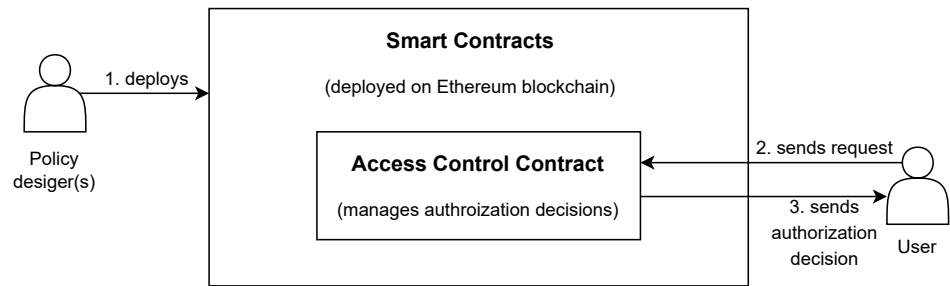 Smart Contracts
(deployed on Ethereum blockchain)
1. deploys
Policy
desiger(s)
Access Control Contract
(manages authroization decisions)
2. sends request
3. sends
authorization
decision
User